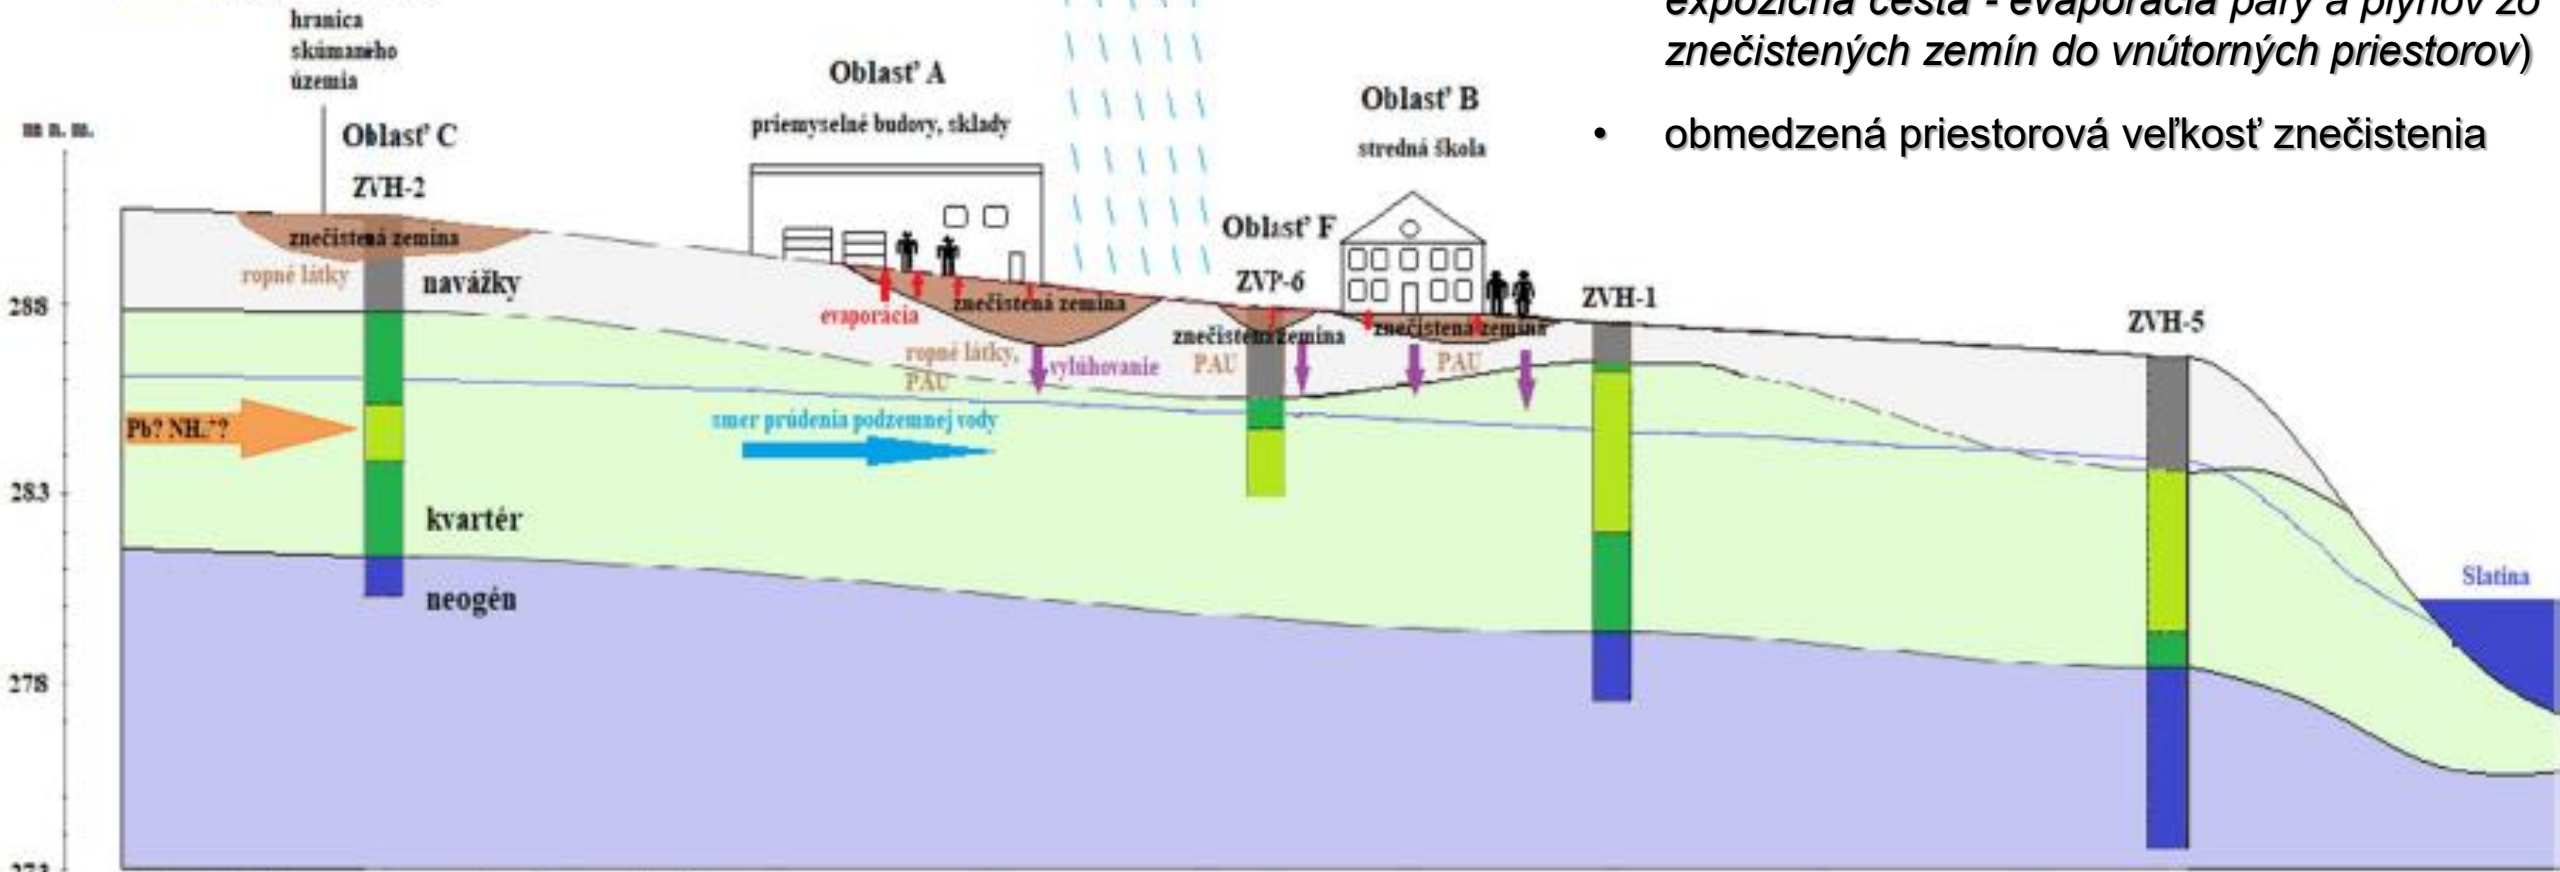 hranica
skúmaného
územia
expozičná cesta - evaporácia pary a plynov zo
znečistených zemín do vnútorných priestorov)
• obmedzená priestorová veľkosť znečistenia
m n. m.
Oblasť C
ZVH-2
Oblasť A
priemyselné budovy, sklady
Oblasť B
stredná škola
Oblasť F
ZVP-6
ZVH-1
ZVH-5
znečistená zemina
ropné látky
navážky
evaporácia
znečistená zemina
znečistená zemina
znečistená zemina
ropné látky,
PAU
vylúhovanie
PAU
PAU
288
smer prúdenia podzemnej vody
Pb?
283
kvartér
neogén
Slatina
278